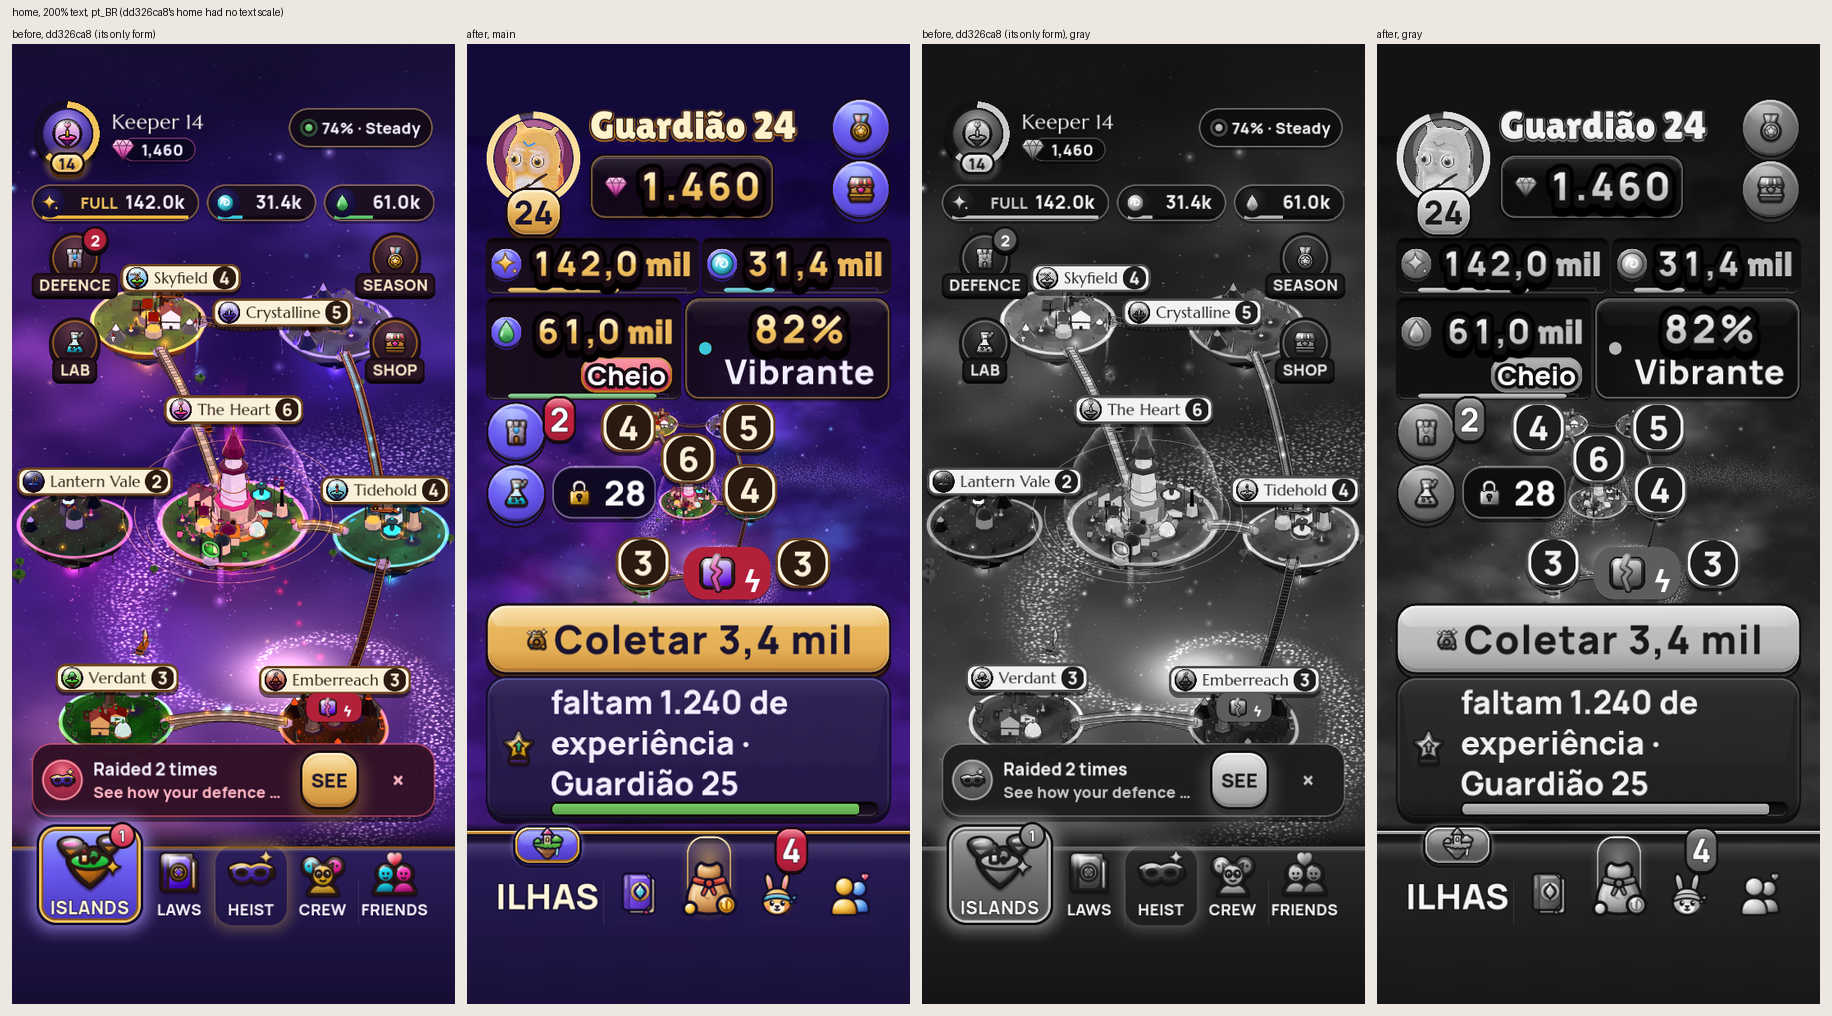 home, 200% text, pt_BR (dd326ca8's home had no text scale)
before, dd326ca8 (its only form)
Keeper 14
1,460
14
74% · Steady
FULL 142.0k
31.4k
61.0k
2
DEFENCE
Skyfield 4
SEASON
Crystalline 5
LAB
SHOP
The Heart 6
Lantern Vale 2
Tidehold 4
Verdant 3
Emberreach 3
Raided 2 times
See how your defence ...
SEE
×
1
ISLANDS
LAWS
HEIST
CREW
FRIENDS
after, main
Guardião 24
1.460
24
142,0 mil
31,4 mil
61,0 mil
Cheio
82%
Vibrante
2
4
5
6
28
4
3
3
Coletar 3,4 mil
faltam 1.240 de
experiência ·
Guardião 25
4
ILHAS
before, dd326ca8 (its only form), gray
Keeper 14
1,460
14
74% · Steady
FULL 142.0k
31.4k
61.0k
2
DEFENCE
Skyfield 4
SEASON
Crystalline 5
LAB
SHOP
The Heart 6
Lantern Vale 2
Tidehold 4
Verdant 3
Emberreach 3
Raided 2 times
See how your defence ...
SEE
×
1
ISLANDS
LAWS
HEIST
CREW
FRIENDS
after, gray
Guardião 24
1.460
24
142,0 mil
31,4 mil
61,0 mil
Cheio
82%
Vibrante
2
4
5
6
28
4
3
3
Coletar 3,4 mil
faltam 1.240 de
experiência ·
Guardião 25
4
ILHAS